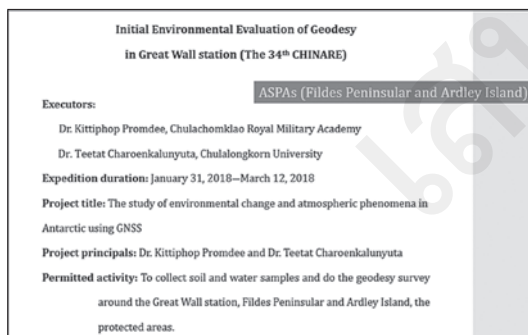 Initial Environmental Evaluation of Geodesy
in Great Wall station (The 34th CHINARE)
ASPAs (Fildes Peninsular and Ardley Island)
Executors:
Dr. Kittiphop Promdee, Chulachomklao Royal Military Academy
Dr. Teetat Charoenkalunyuta, Chulalongkorn University
Expedition duration: January 31, 2018—March 12, 2018
Project title: The study of environmental change and atmospheric phenomena in
Antarctic using GNSS
Project principals: Dr. Kittiphop Promdee and Dr. Teetat Charoenkalunyuta
Permitted activity: To collect soil and water samples and do the geodesy survey
around the Great Wall station, Fildes Peninsular and Ardley Island, the
protected areas.